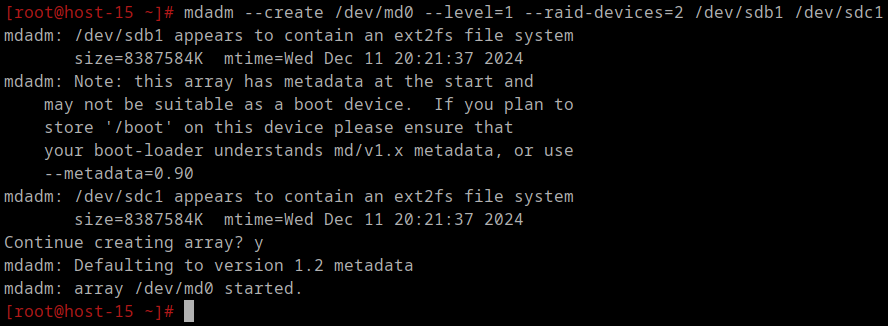 [root@host-15 ~]# mdadm --create /dev/md0 --level=1 --raid-devices=2 /dev/sdb1 /dev/sdc1
mdadm: /dev/sdb1 appears to contain an ext2fs file system
       size=8387584K  mtime=Wed Dec 11 20:21:37 2024
mdadm: Note: this array has metadata at the start and
    may not be suitable as a boot device.  If you plan to
    store '/boot' on this device please ensure that
    your boot-loader understands md/v1.x metadata, or use
    --metadata=0.90
mdadm: /dev/sdc1 appears to contain an ext2fs file system
       size=8387584K  mtime=Wed Dec 11 20:21:37 2024
Continue creating array? y
mdadm: Defaulting to version 1.2 metadata
mdadm: array /dev/md0 started.
[root@host-15 ~]#